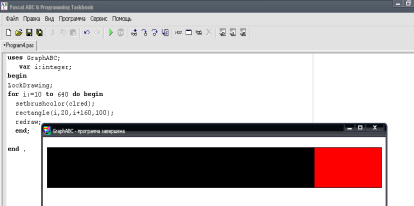 Pascal ABC & Programming Taskbook
Файл Правка Вид Программа Сервис Помощь
•Program4.pas
uses GraphABC;
var i:integer;
begin
LockDrawing;
for i:=10 to 640 do begin
setbrushcolor(clred);
rectangle(i,20,i+160,100);
redraw;
end;
GraphABC - программа завершена
end .